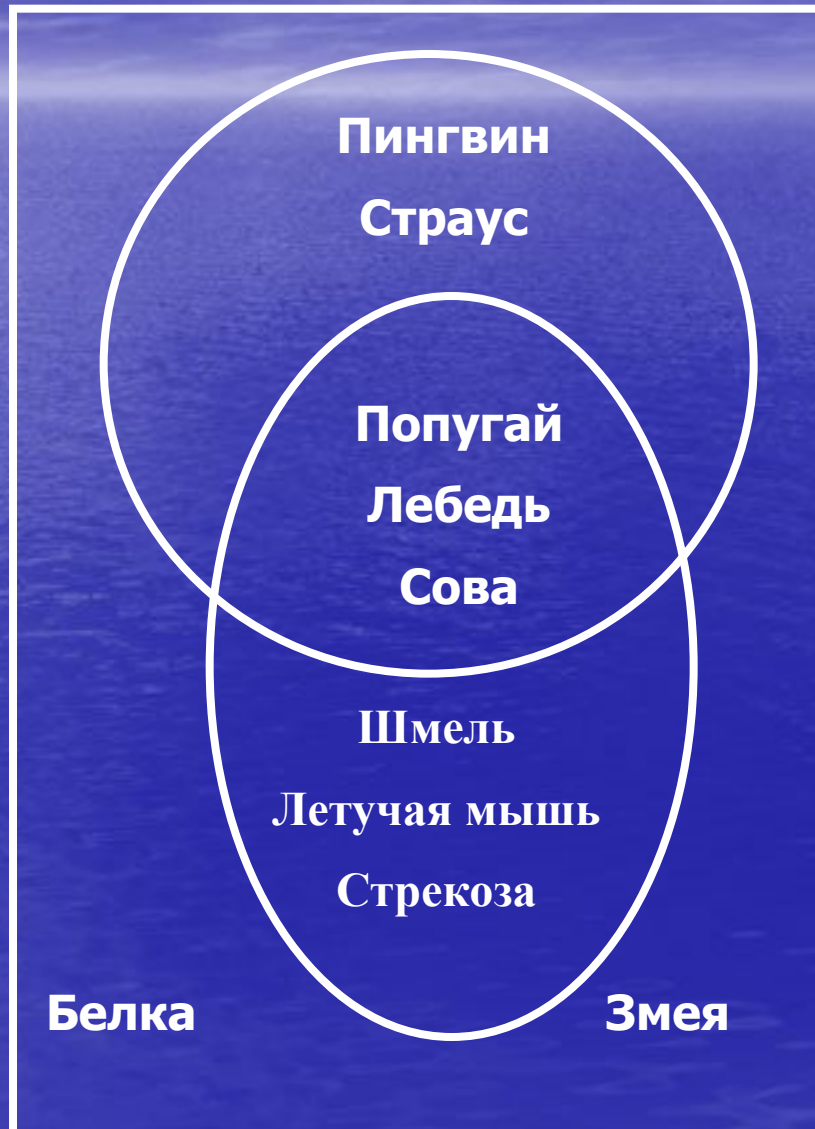 Пингвин
Страус
Попугай
Лебедь
Сова
Шмель
Летучая мышь
Стрекоза
Белка
Змея